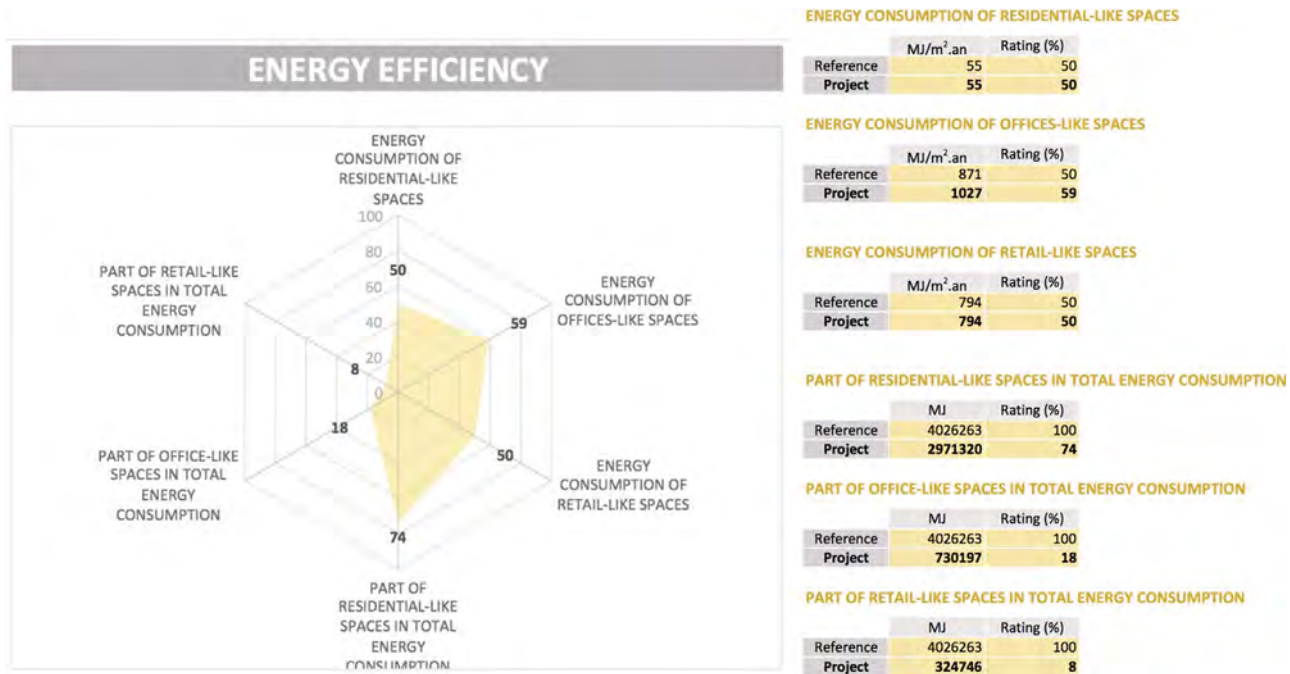 ENERGY EFFICIENCY
ENERGY
CONSUMPTION OF
RESIDENTIAL-LIKE
SPACES
100
80
60
40
20
0
50
ENERGY
CONSUMPTION OF
OFFICES-LIKE SPACES
59
ENERGY
CONSUMPTION OF
RETAIL-LIKE SPACES
50
74
PART OF
RESIDENTIAL-LIKE
SPACES IN TOTAL
ENERGY
CONSUMPTION
18
PART OF OFFICE-LIKE
SPACES IN TOTAL
ENERGY
CONSUMPTION
8
PART OF RETAIL-LIKE
SPACES IN TOTAL
ENERGY
CONSUMPTION
ENERGY CONSUMPTION OF RESIDENTIAL-LIKE SPACES
MJ/m².an Rating (%)
Reference 55 50
Project 55 50
ENERGY CONSUMPTION OF OFFICES-LIKE SPACES
MJ/m².an Rating (%)
Reference 871 50
Project 1027 59
ENERGY CONSUMPTION OF RETAIL-LIKE SPACES
MJ/m².an Rating (%)
Reference 794 50
Project 794 50
PART OF RESIDENTIAL-LIKE SPACES IN TOTAL ENERGY CONSUMPTION
MJ Rating (%)
Reference 4026263 100
Project 2971320 74
PART OF OFFICE-LIKE SPACES IN TOTAL ENERGY CONSUMPTION
MJ Rating (%)
Reference 4026263 100
Project 730197 18
PART OF RETAIL-LIKE SPACES IN TOTAL ENERGY CONSUMPTION
MJ Rating (%)
Reference 4026263 100
Project 324746 8